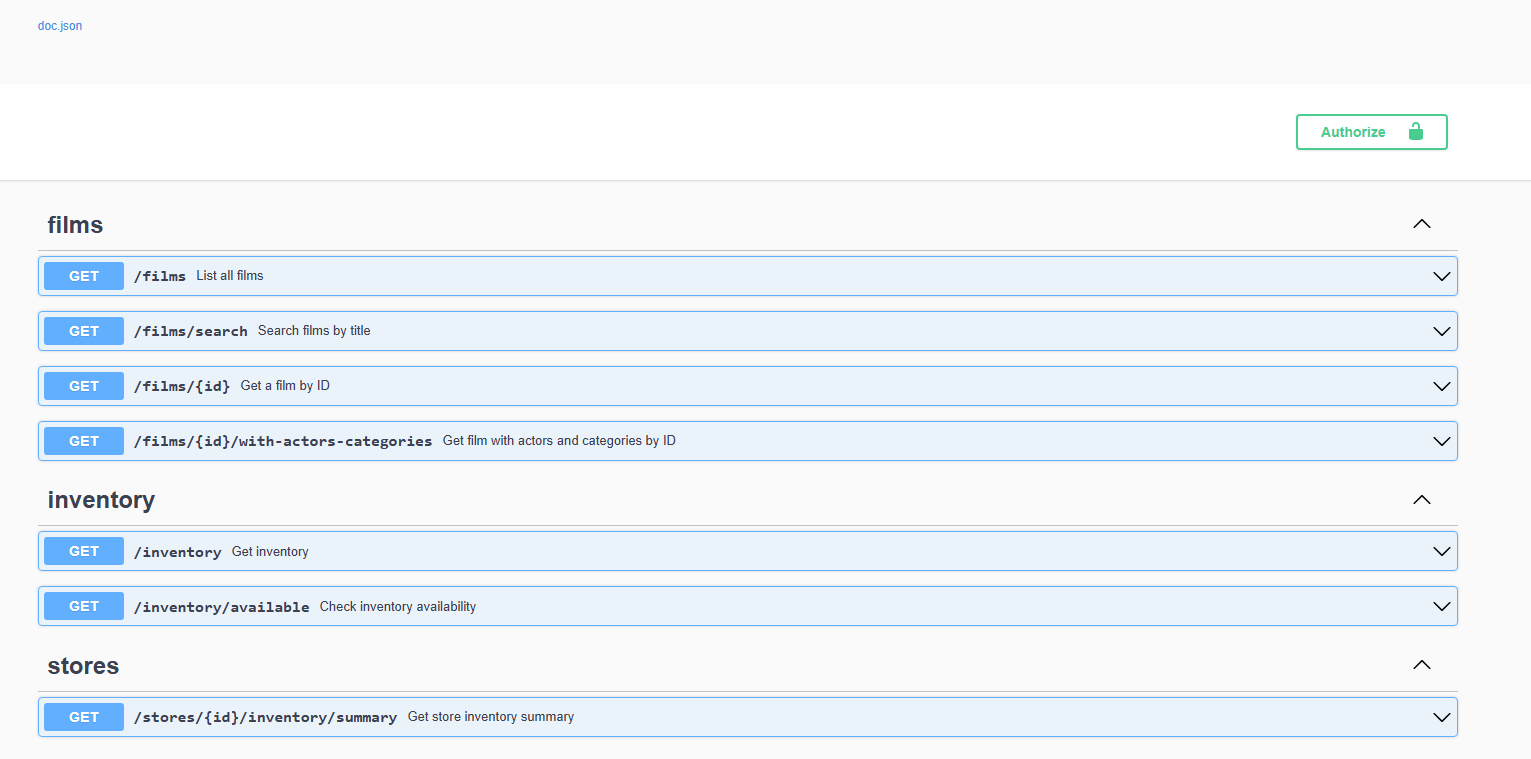 doc.json
Authorize
films
GET /films List all films
GET /films/search Search films by title
GET /films/{id} Get a film by ID
GET /films/{id}/with-actors-categories Get film with actors and categories by ID
inventory
GET /inventory Get inventory
GET /inventory/available Check inventory availability
stores
GET /stores/{id}/inventory/summary Get store inventory summary